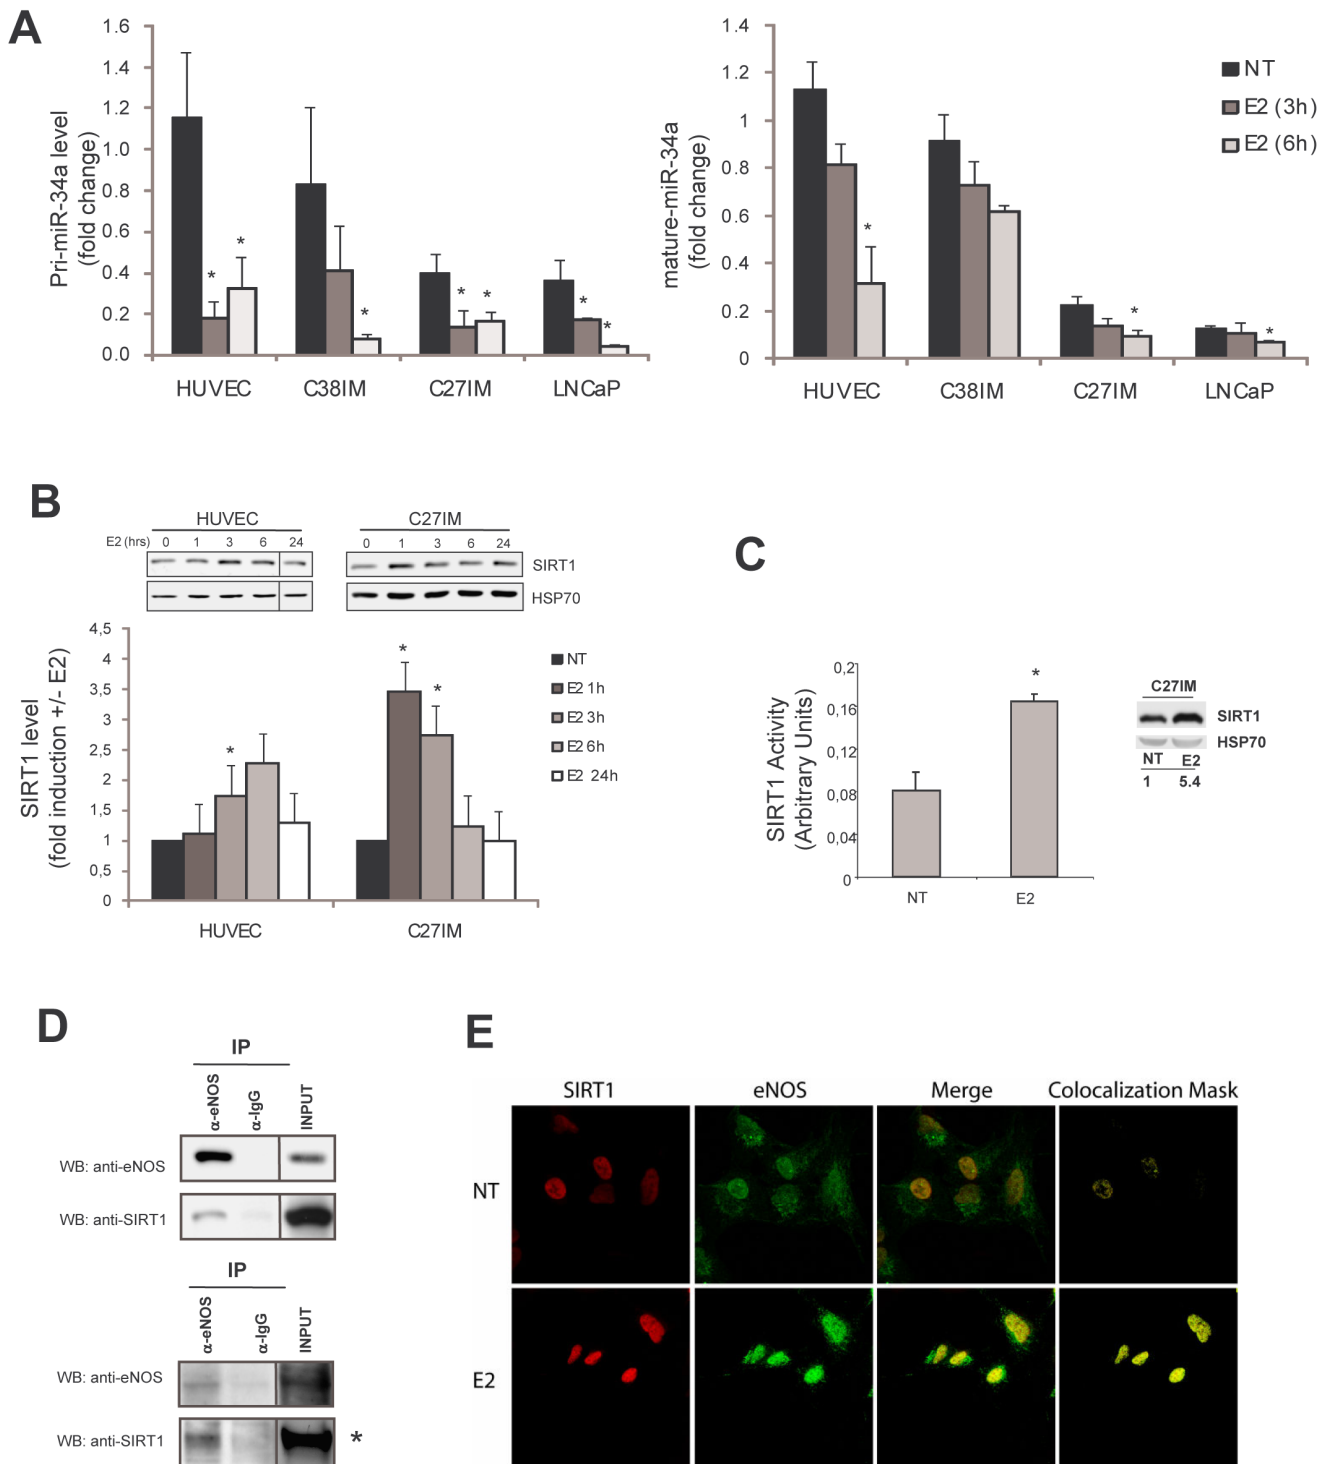 A
Pri-miR-34a level
(fold change)
1.6
1.4
1.2
1.0
0.8
0.6
0.4
0.2
0.0
* * * * * * *
HUVEC C38IM C27IM LNCaP
mature-miR-34a
(fold change)
1.4
1.2
1
0.8
0.6
0.4
0.2
0
* * *
HUVEC C38IM C27IM LNCaP
NT
E2 (3h)
E2 (6h)
B
HUVEC C27IM
E2 (hrs) 0 1 3 6 24 0 1 3 6 24
SIRT1
HSP70
SIRT1 level
(fold induction +/- E2)
4,5
4
3,5
3
2,5
2
1,5
1
0,5
0
* * *
HUVEC C27IM
NT
E2 1h
E2 3h
E2 6h
E2 24h
C
SIRT1 Activity
(Arbitrary Units)
0,2
0,16
0,12
0,08
0,04
0
*
NT E2
C27IM
SIRT1
HSP70
NT E2
1 5.4
D
IP
α-eNOS α-IgG INPUT
WB: anti-eNOS
WB: anti-SIRT1
IP
α-eNOS α-IgG INPUT
WB: anti-eNOS
WB: anti-SIRT1 *
E
SIRT1 eNOS Merge Colocalization Mask
NT
E2